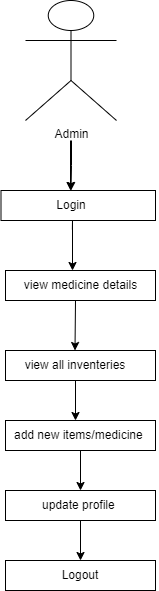 Admin
Login
view medicine details
view all inventeries
add new items/medicine
update profile
Logout